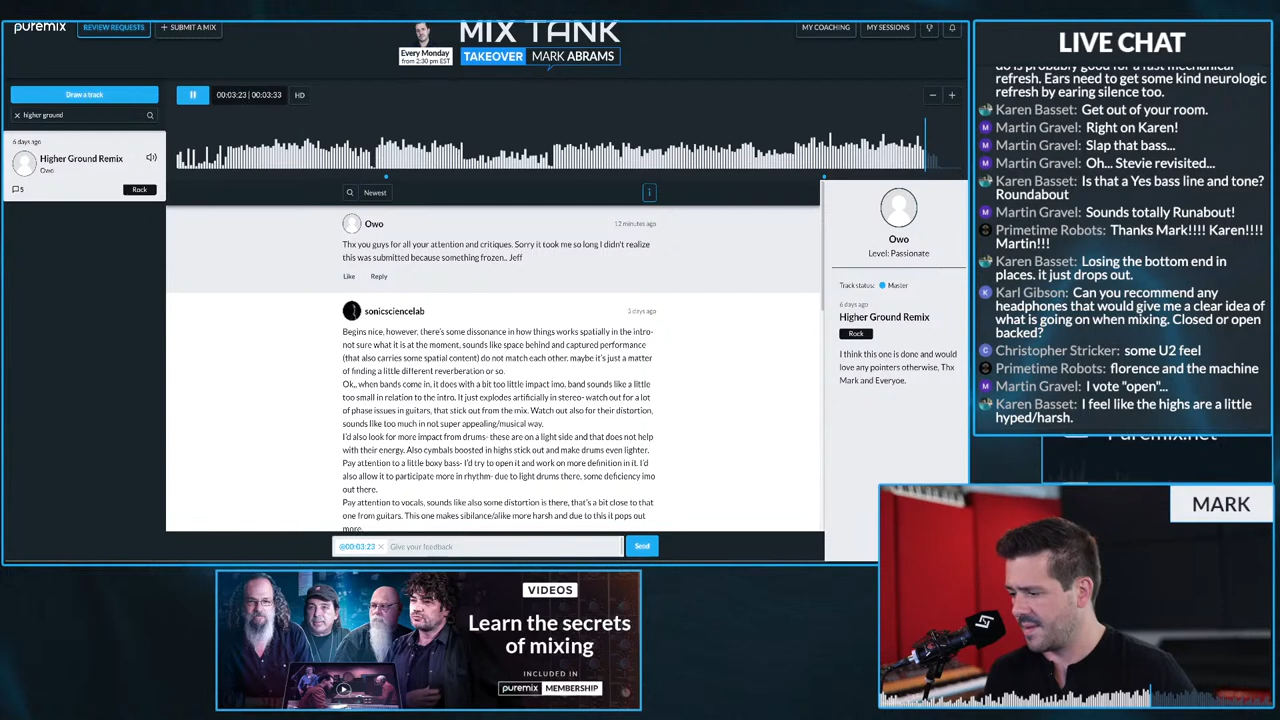 puremix
REVIEW REQUESTS
+ SUBMIT A MIX
Every Monday
from 2:30 pm EST
MIX TANK
TAKEOVER MARK ABRAMS
MY COACHING
MY SESSIONS
Draw a track
× higher ground
6 days ago
Higher Ground Remix
Owo
5
Rock
00:03:23 | 00:03:33
HD
Newest
i
Owo
12 minutes ago
Thx you guys for all your attention and critiques. Sorry it took me so long I didn't realize
this was submitted because something frozen.. Jeff
Like
Reply
sonicsciencelab
3 days ago
Begins nice, however, there's some dissonance in how things works spatially in the intro-
not sure what it is at the moment, sounds like space behind and captured performance
(that also carries some spatial content) do not match each other, maybe it's just a matter
of finding a little different reverberation or so.
Ok,, when bands come in, it does with a bit too little impact imo, band sounds like a little
too small in relation to the intro. It just explodes artificially in stereo- watch out for a lot
of phase issues in guitars, that stick out from the mix. Watch out also for their distortion,
sounds like too much in not super appealing/musical way.
I'd also look for more impact from drums- these are on a light side and that does not help
with their energy. Also cymbals boosted in highs stick out and make drums even lighter.
Pay attention to a little boxy bass- I'd try to open it and work on more definition in it. I'd
also allow it to participate more in rhythm- due to light drums there, some deficiency imo
out there.
Pay attention to vocals, sounds like also some distortion is there, that's a bit close to that
one from guitars. This one makes sibilance/alike more harsh and due to this it pops out
more.
@00:03:23 ×
Give your feedback
Send
Owo
Level: Passionate
Track status: Master
6 days ago
Higher Ground Remix
Rock
I think this one is done and would
love any pointers otherwise, Thx
Mark and Everyoe.
LIVE CHAT
do is probably good for a fast mechanical
refresh. Ears need to get some kind neurologic
refresh by earing silence too.
Karen Basset: Get out of your room.
M Martin Gravel: Right on Karen!
M Martin Gravel: Slap that bass...
M Martin Gravel: Oh... Stevie revisited...
Karen Basset: Is that a Yes bass line and tone?
Roundabout
M Martin Gravel: Sounds totally Runabout!
Primetime Robots: Thanks Mark!!!! Karen!!!!
Martin!!!
Karen Basset: Losing the bottom end in
places. it just drops out.
K Karl Gibson: Can you recommend any
headphones that would give me a clear idea of
what is going on when mixing. Closed or open
backed?
C Christopher Stricker: some U2 feel
Primetime Robots: florence and the machine
M Martin Gravel: I vote "open"...
Karen Basset: I feel like the highs are a little
hyped/harsh.
Puremix.net
MARK
VIDEOS
Learn the secrets
of mixing
INCLUDED IN
puremix MEMBERSHIP